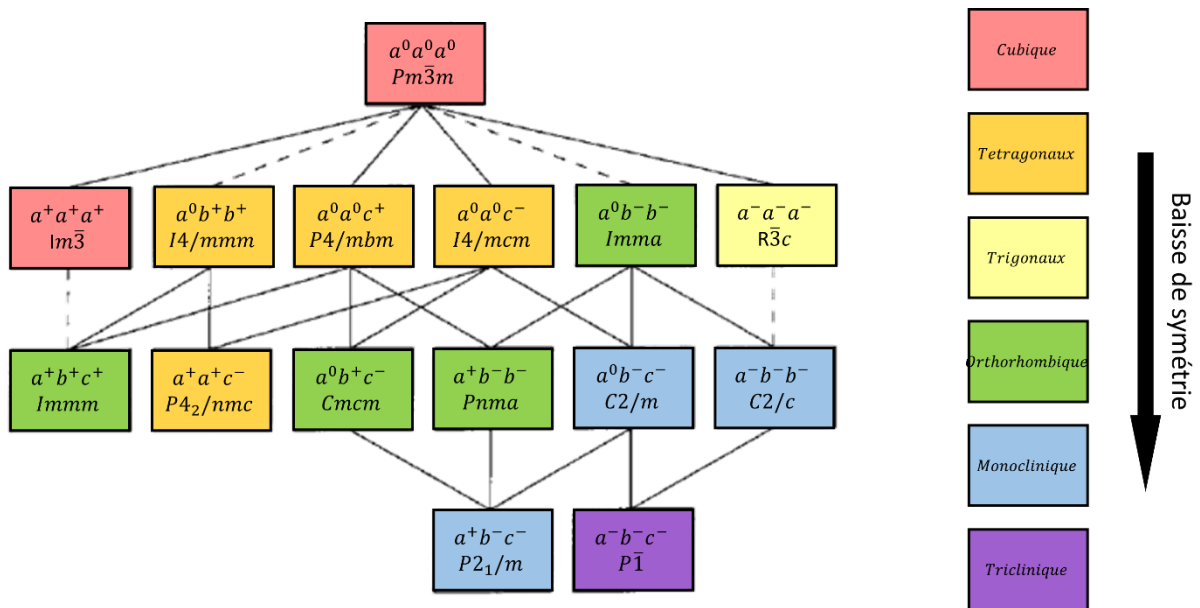 a⁰a⁰a⁰
Pm3̅m
a⁺a⁺a⁺
Im3̅
a⁰b⁺b⁺
I4/mmm
a⁰a⁰c⁺
P4/mbm
a⁰a⁰c⁻
I4/mcm
a⁰b⁻b⁻
Imma
a⁻a⁻a⁻
R3̅c
a⁺b⁺c⁺
Immm
a⁺a⁺c⁻
P4₂/nmc
a⁰b⁺c⁻
Cmcm
a⁺b⁻b⁻
Pnma
a⁰b⁻c⁻
C2/m
a⁻b⁻b⁻
C2/c
a⁺b⁻c⁻
P2₁/m
a⁻b⁻c⁻
P1̅
Cubique
Tetragonaux
Trigonaux
Orthorhombique
Monoclinique
Triclinique
Baisse de symétrie